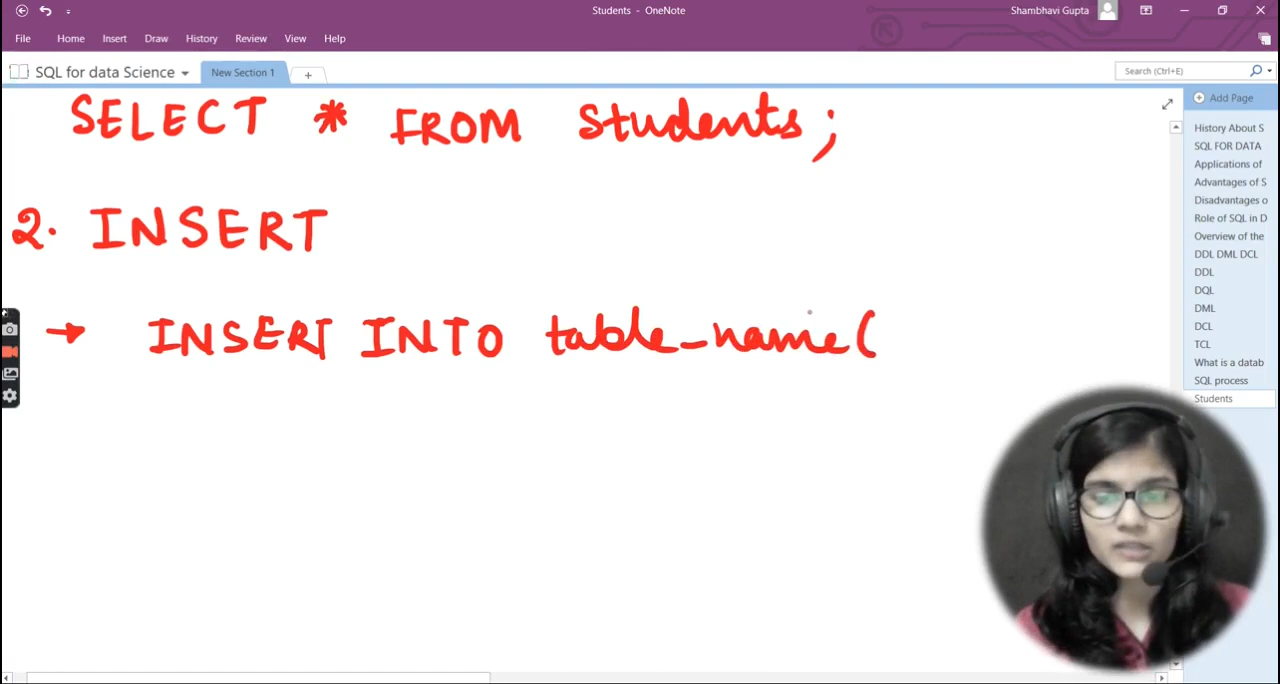 Students - OneNote
Shambhavi Gupta
File Home Insert Draw History Review View Help
SQL for data Science
New Section 1
+
Search (Ctrl+E)
Add Page
SELECT * FROM students;
2. INSERT
→ INSERT INTO table_name(
History About S
SQL FOR DATA
Applications of
Advantages of S
Disadvantages o
Role of SQL in D
Overview of the
DDL DML DCL
DDL
DQL
DML
DCL
TCL
What is a datab
SQL process
Students